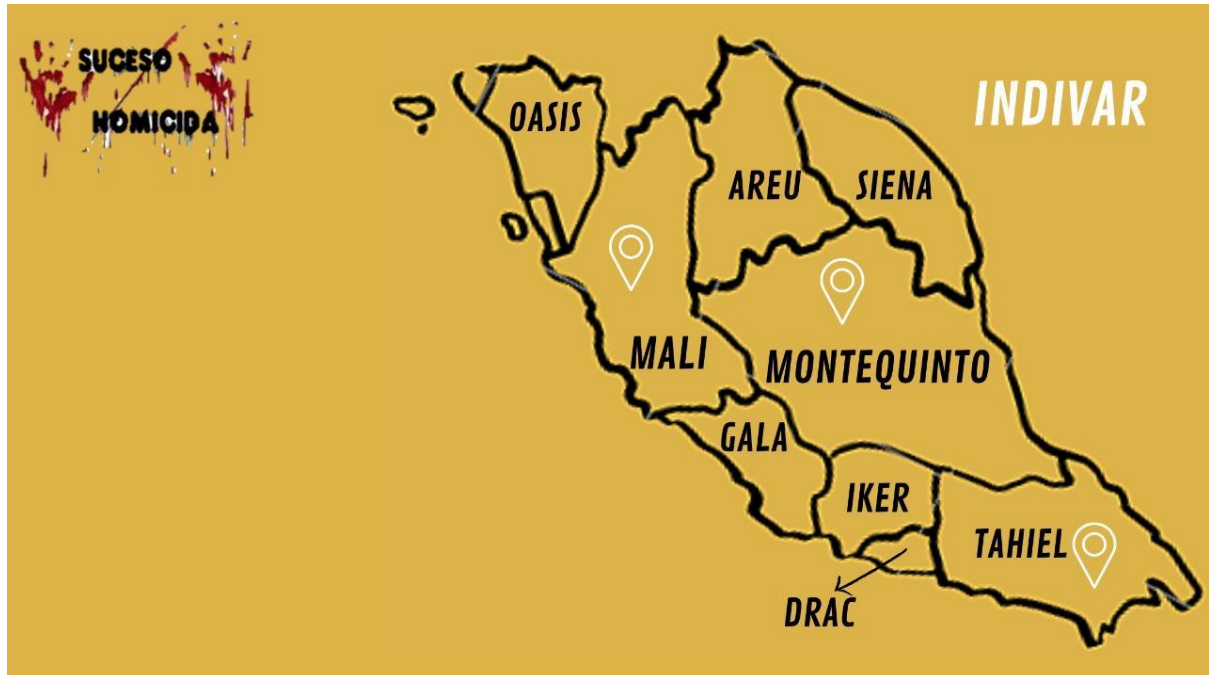 SUCESO
HOMICIDA
INDIVAR
OASIS
AREU
SIENA
MALI
MONTEQUINTO
GALA
IKER
TAHIEL
DRAC